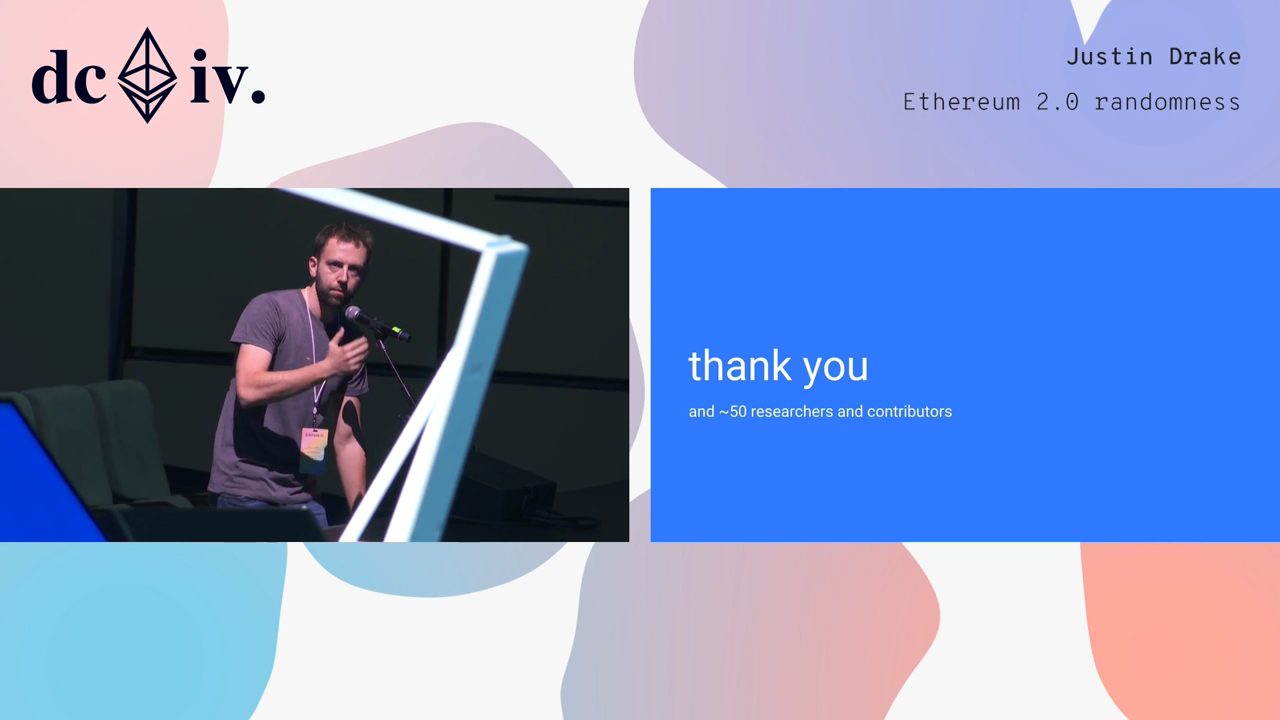 dc iv.
Justin Drake
Ethereum 2.0 randomness
thank you
and ~50 researchers and contributors